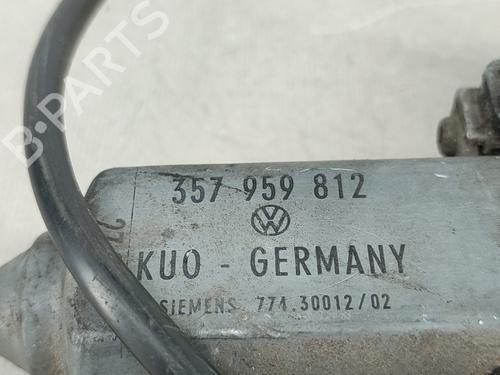 B-Parts
357 959 812
KUO - GERMANY
SIEMENS 774.30012/02